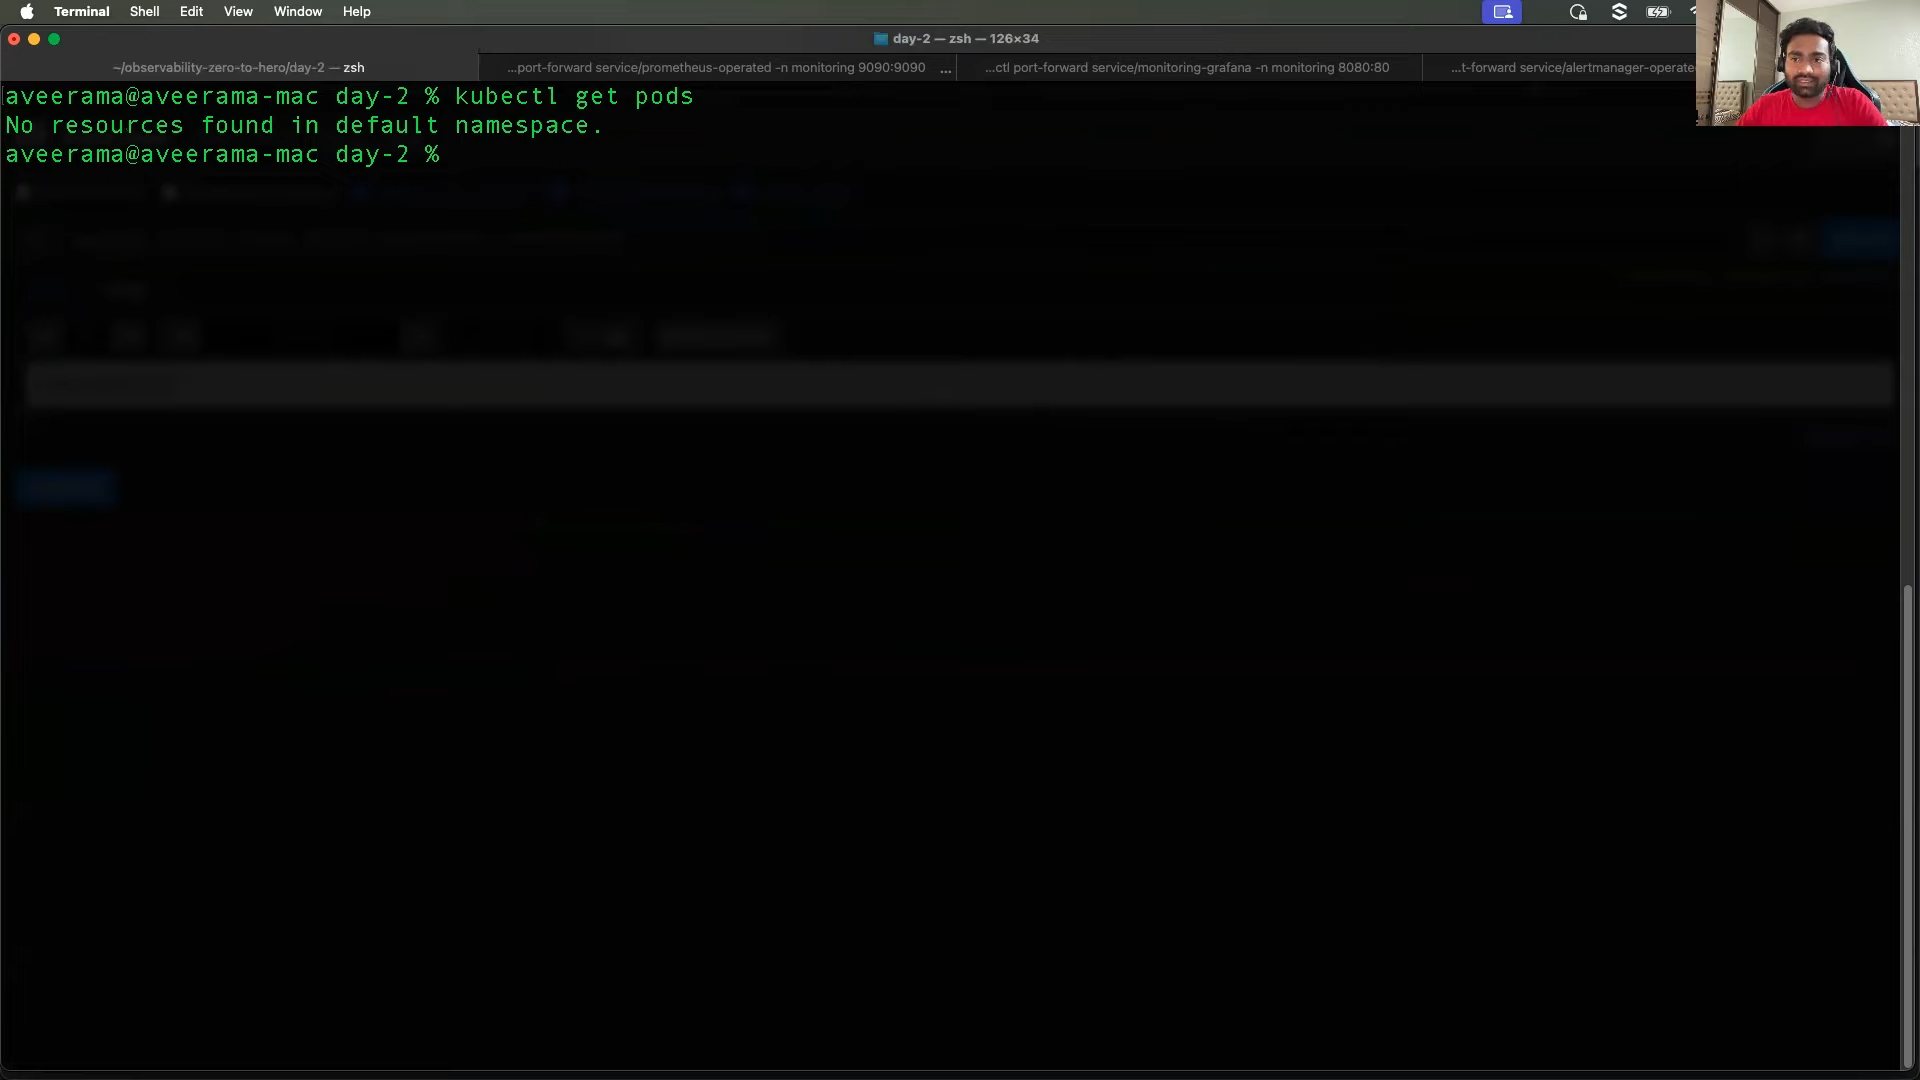 Terminal Shell Edit View Window Help
day-2 — zsh — 126×34
~/observability-zero-to-hero/day-2 — zsh
...port-forward service/prometheus-operated -n monitoring 9090:9090 ...
...ctl port-forward service/monitoring-grafana -n monitoring 8080:80
...t-forward service/alertmanager-operate
aveerama@aveerama-mac day-2 % kubectl get pods
No resources found in default namespace.
aveerama@aveerama-mac day-2 %